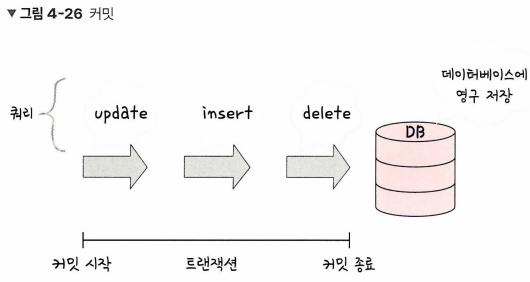 ▼ 그림 4-26 커밋
데이터베이스에
영구 저장
쿼리
update
insert
delete
DB
커밋 시작
트랜잭션
커밋 종료